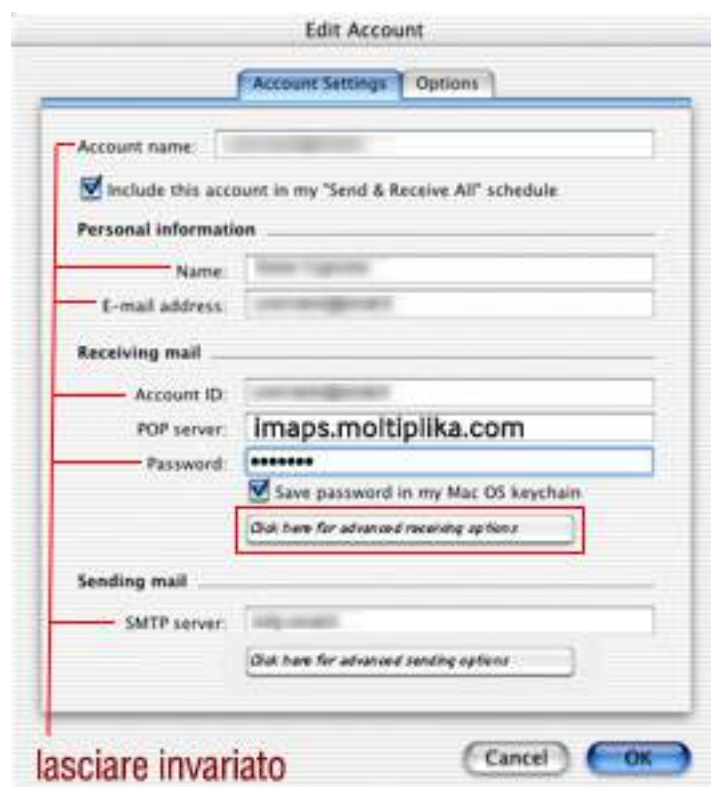 Edit Account
Account Settings Options
Account name:
Include this account in my "Send & Receive All" schedule
Personal information
Name:
E-mail address:
Receiving mail
Account ID:
POP server: imaps.moltiplika.com
Password: •••••••
Save password in my Mac OS keychain
Click here for advanced receiving options
Sending mail
SMTP server:
Click here for advanced sending options
lasciare invariato
Cancel OK